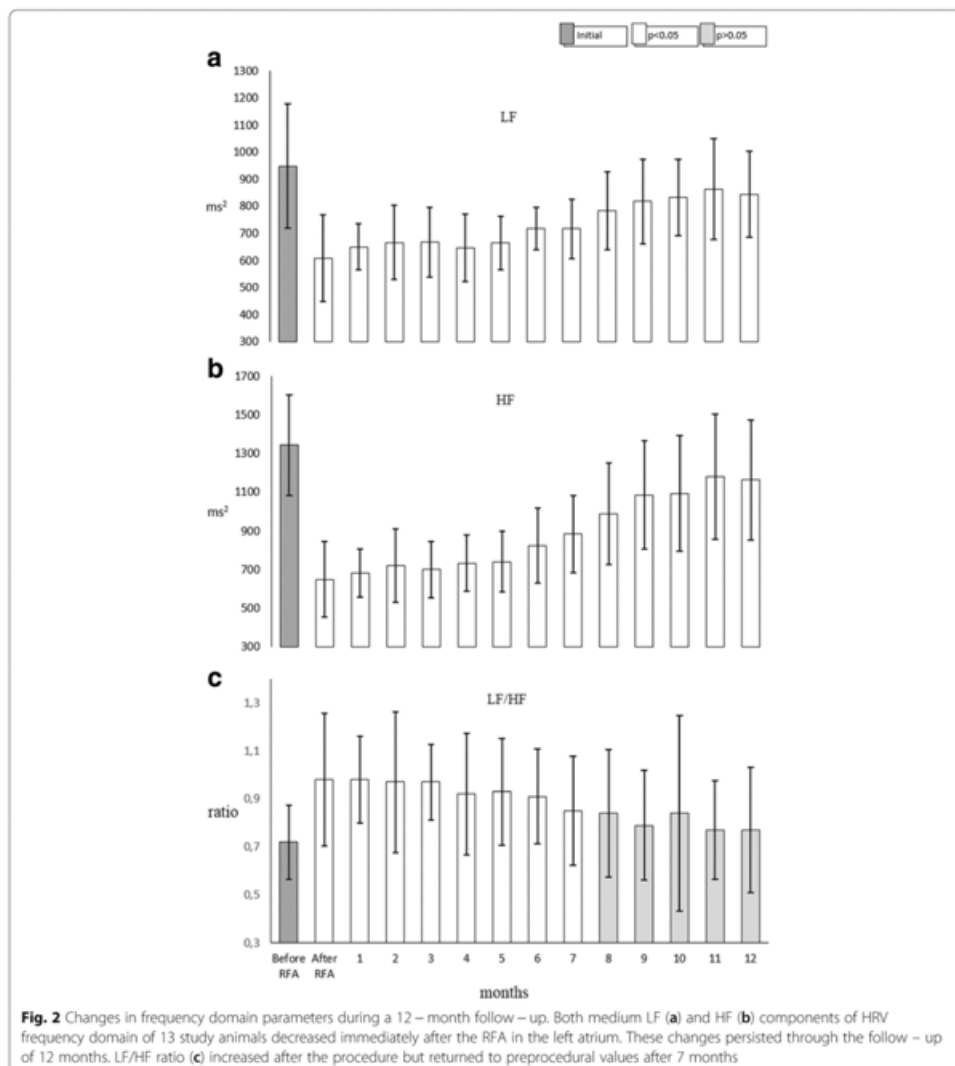 Initial p<0.05 p>0.05
a
1300
1200
1100
1000
900
800
700
600
500
400
300
ms²
LF
b
1700
1500
1300
1100
900
700
500
300
ms²
HF
c
1,3
1,1
0,9
0,7
0,5
0,3
ratio
LF/HF
Before RFA After RFA 1 2 3 4 5 6 7 8 9 10 11 12
months
Fig. 2 Changes in frequency domain parameters during a 12 – month follow – up. Both medium LF (a) and HF (b) components of HRV
frequency domain of 13 study animals decreased immediately after the RFA in the left atrium. These changes persisted through the follow – up
of 12 months. LF/HF ratio (c) increased after the procedure but returned to preprocedural values after 7 months